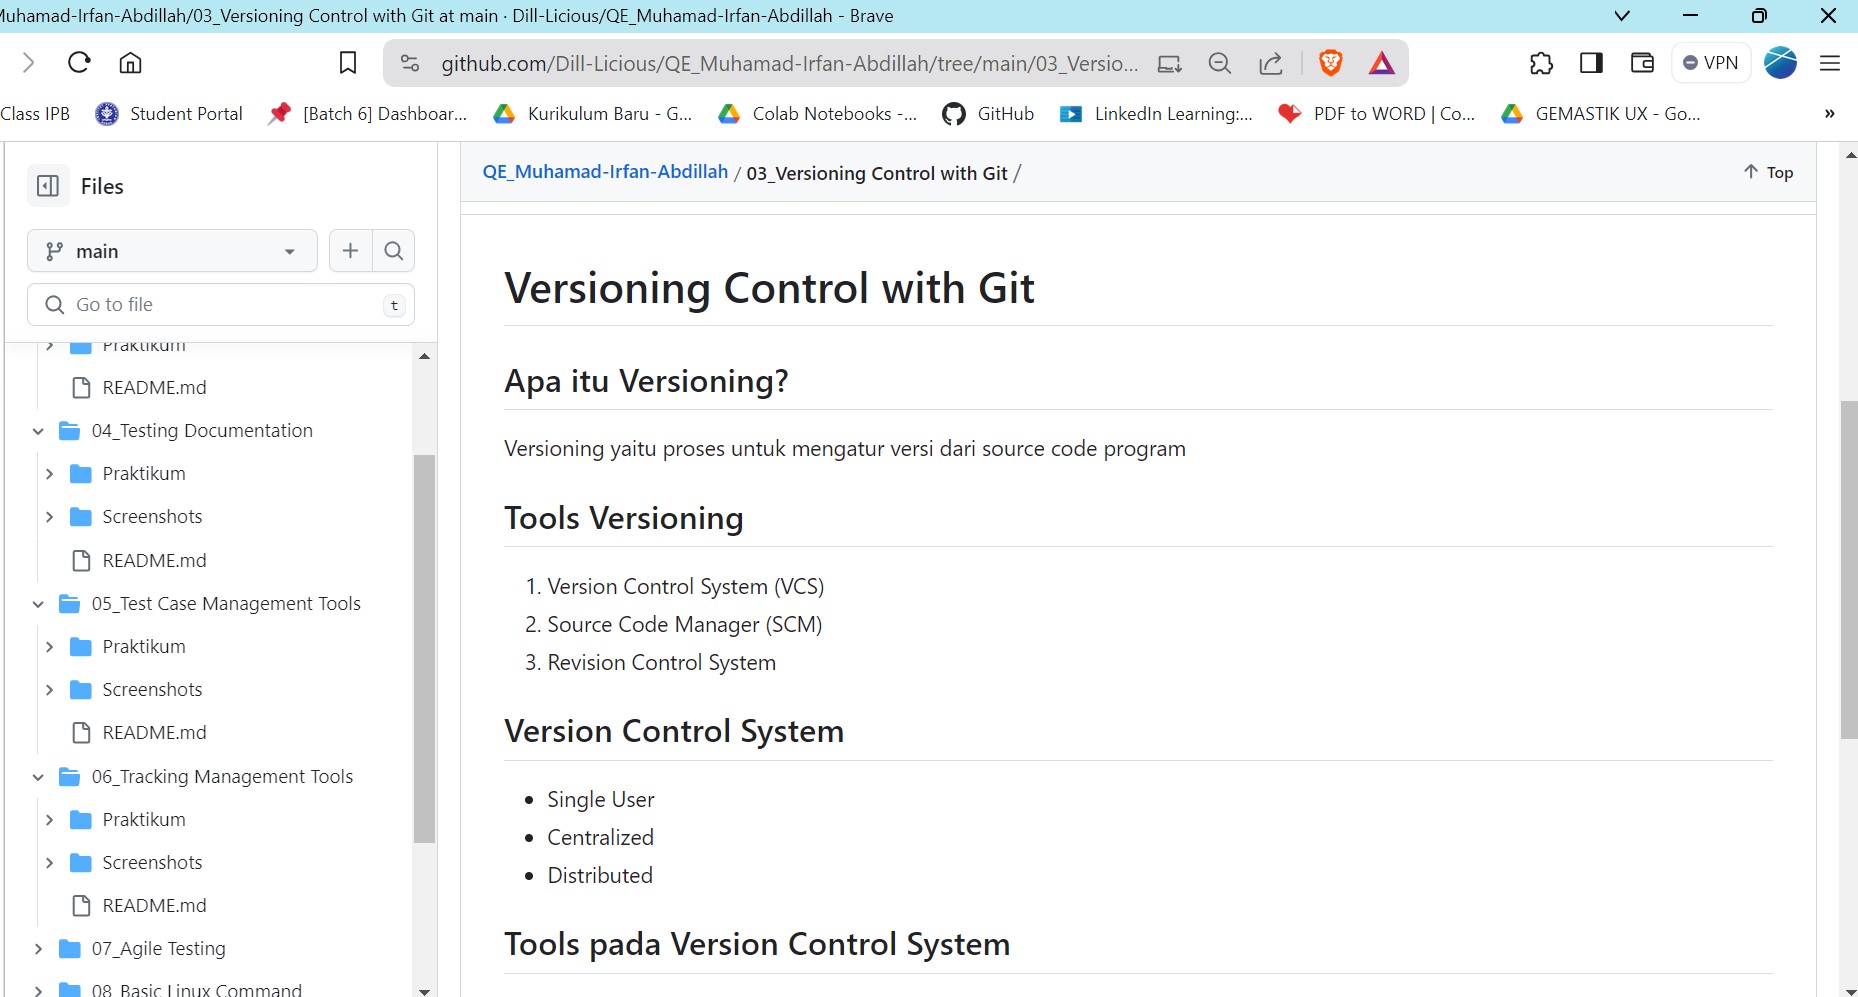 Muhamad-Irfan-Abdillah/03_Versioning Control with Git at main · Dill-Licious/QE_Muhamad-Irfan-Abdillah - Brave
github.com/Dill-Licious/QE_Muhamad-Irfan-Abdillah/tree/main/03_Versio...
VPN
Class IPB
Student Portal
[Batch 6] Dashboar...
Kurikulum Baru - G...
Colab Notebooks -...
GitHub
LinkedIn Learning:...
PDF to WORD | Co...
GEMASTIK UX - Go...
»
Files
main
Go to file
t
Praktikum
README.md
04_Testing Documentation
Praktikum
Screenshots
README.md
05_Test Case Management Tools
Praktikum
Screenshots
README.md
06_Tracking Management Tools
Praktikum
Screenshots
README.md
07_Agile Testing
08_Basic Linux Command
QE_Muhamad-Irfan-Abdillah / 03_Versioning Control with Git /
Top
Versioning Control with Git
Apa itu Versioning?
Versioning yaitu proses untuk mengatur versi dari source code program
Tools Versioning
1. Version Control System (VCS)
2. Source Code Manager (SCM)
3. Revision Control System
Version Control System
• Single User
• Centralized
• Distributed
Tools pada Version Control System